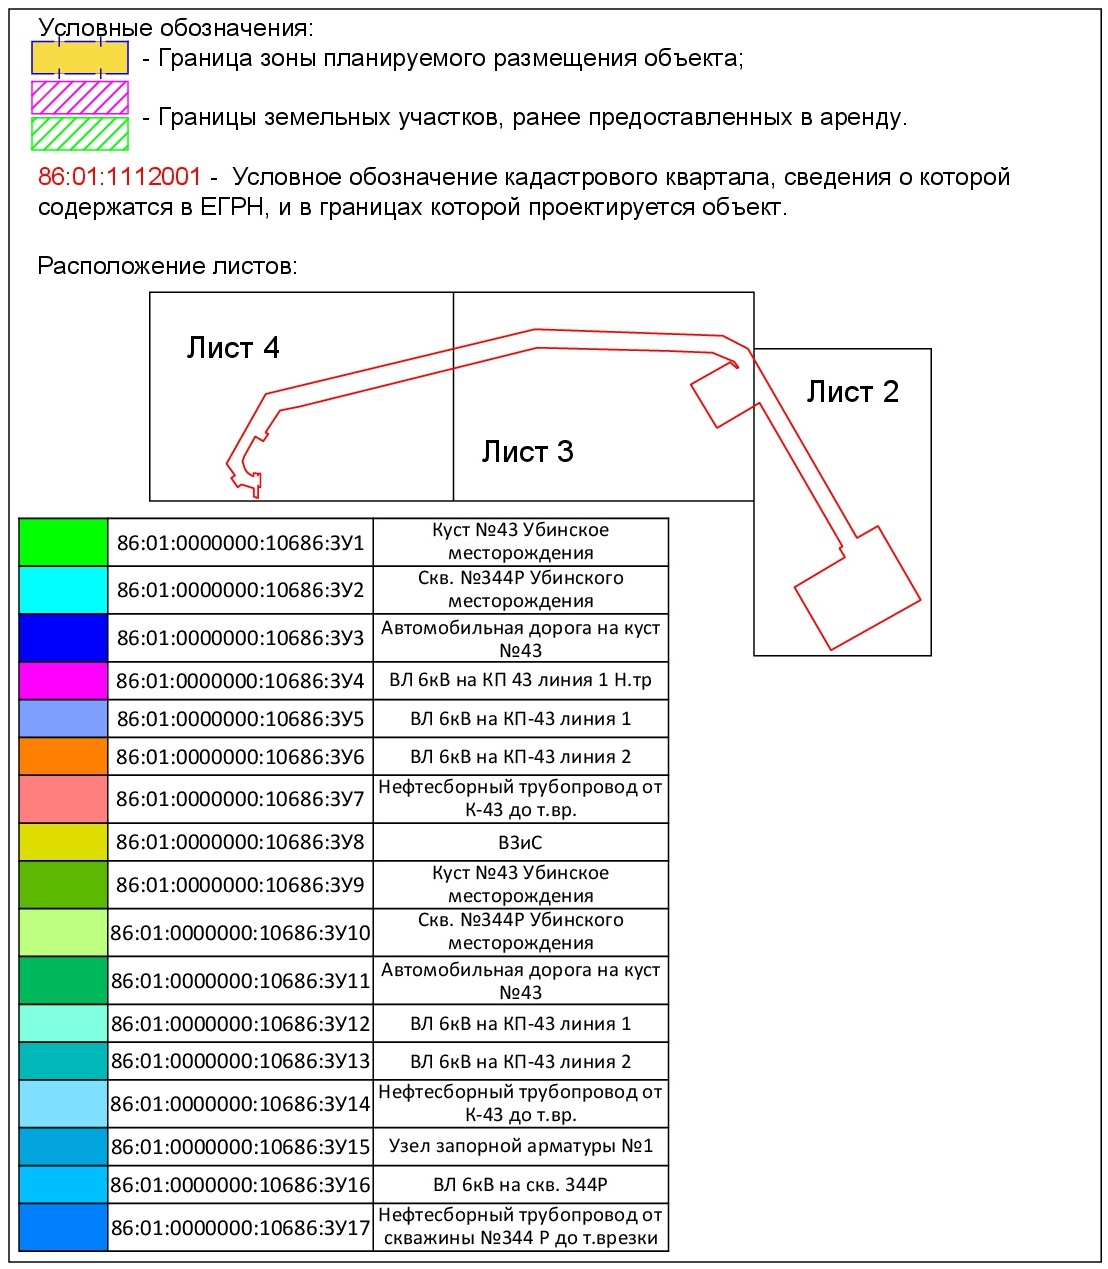 Условные обозначения:
- Граница зоны планируемого размещения объекта;
- Границы земельных участков, ранее предоставленных в аренду.
86:01:1112001 - Условное обозначение кадастрового квартала, сведения о которой
содержатся в ЕГРН, и в границах которой проектируется объект.
Расположение листов:
Лист 4
Лист 2
Лист 3
86:01:0000000:10686:ЗУ1
Куст №43 Убинское
месторождения
86:01:0000000:10686:ЗУ2
Скв. №344Р Убинского
месторождения
86:01:0000000:10686:ЗУ3
Автомобильная дорога на куст
№43
86:01:0000000:10686:ЗУ4
ВЛ 6кВ на КП 43 линия 1 Н.тр
86:01:0000000:10686:ЗУ5
ВЛ 6кВ на КП-43 линия 1
86:01:0000000:10686:ЗУ6
ВЛ 6кВ на КП-43 линия 2
86:01:0000000:10686:ЗУ7
Нефтесборный трубопровод от
К-43 до т.вр.
86:01:0000000:10686:ЗУ8
ВЗиС
86:01:0000000:10686:ЗУ9
Куст №43 Убинское
месторождения
86:01:0000000:10686:ЗУ10
Скв. №344Р Убинского
месторождения
86:01:0000000:10686:ЗУ11
Автомобильная дорога на куст
№43
86:01:0000000:10686:ЗУ12
ВЛ 6кВ на КП-43 линия 1
86:01:0000000:10686:ЗУ13
ВЛ 6кВ на КП-43 линия 2
86:01:0000000:10686:ЗУ14
Нефтесборный трубопровод от
К-43 до т.вр.
86:01:0000000:10686:ЗУ15
Узел запорной арматуры №1
86:01:0000000:10686:ЗУ16
ВЛ 6кВ на скв. 344Р
86:01:0000000:10686:ЗУ17
Нефтесборный трубопровод от
скважины №344 Р до т.врезки